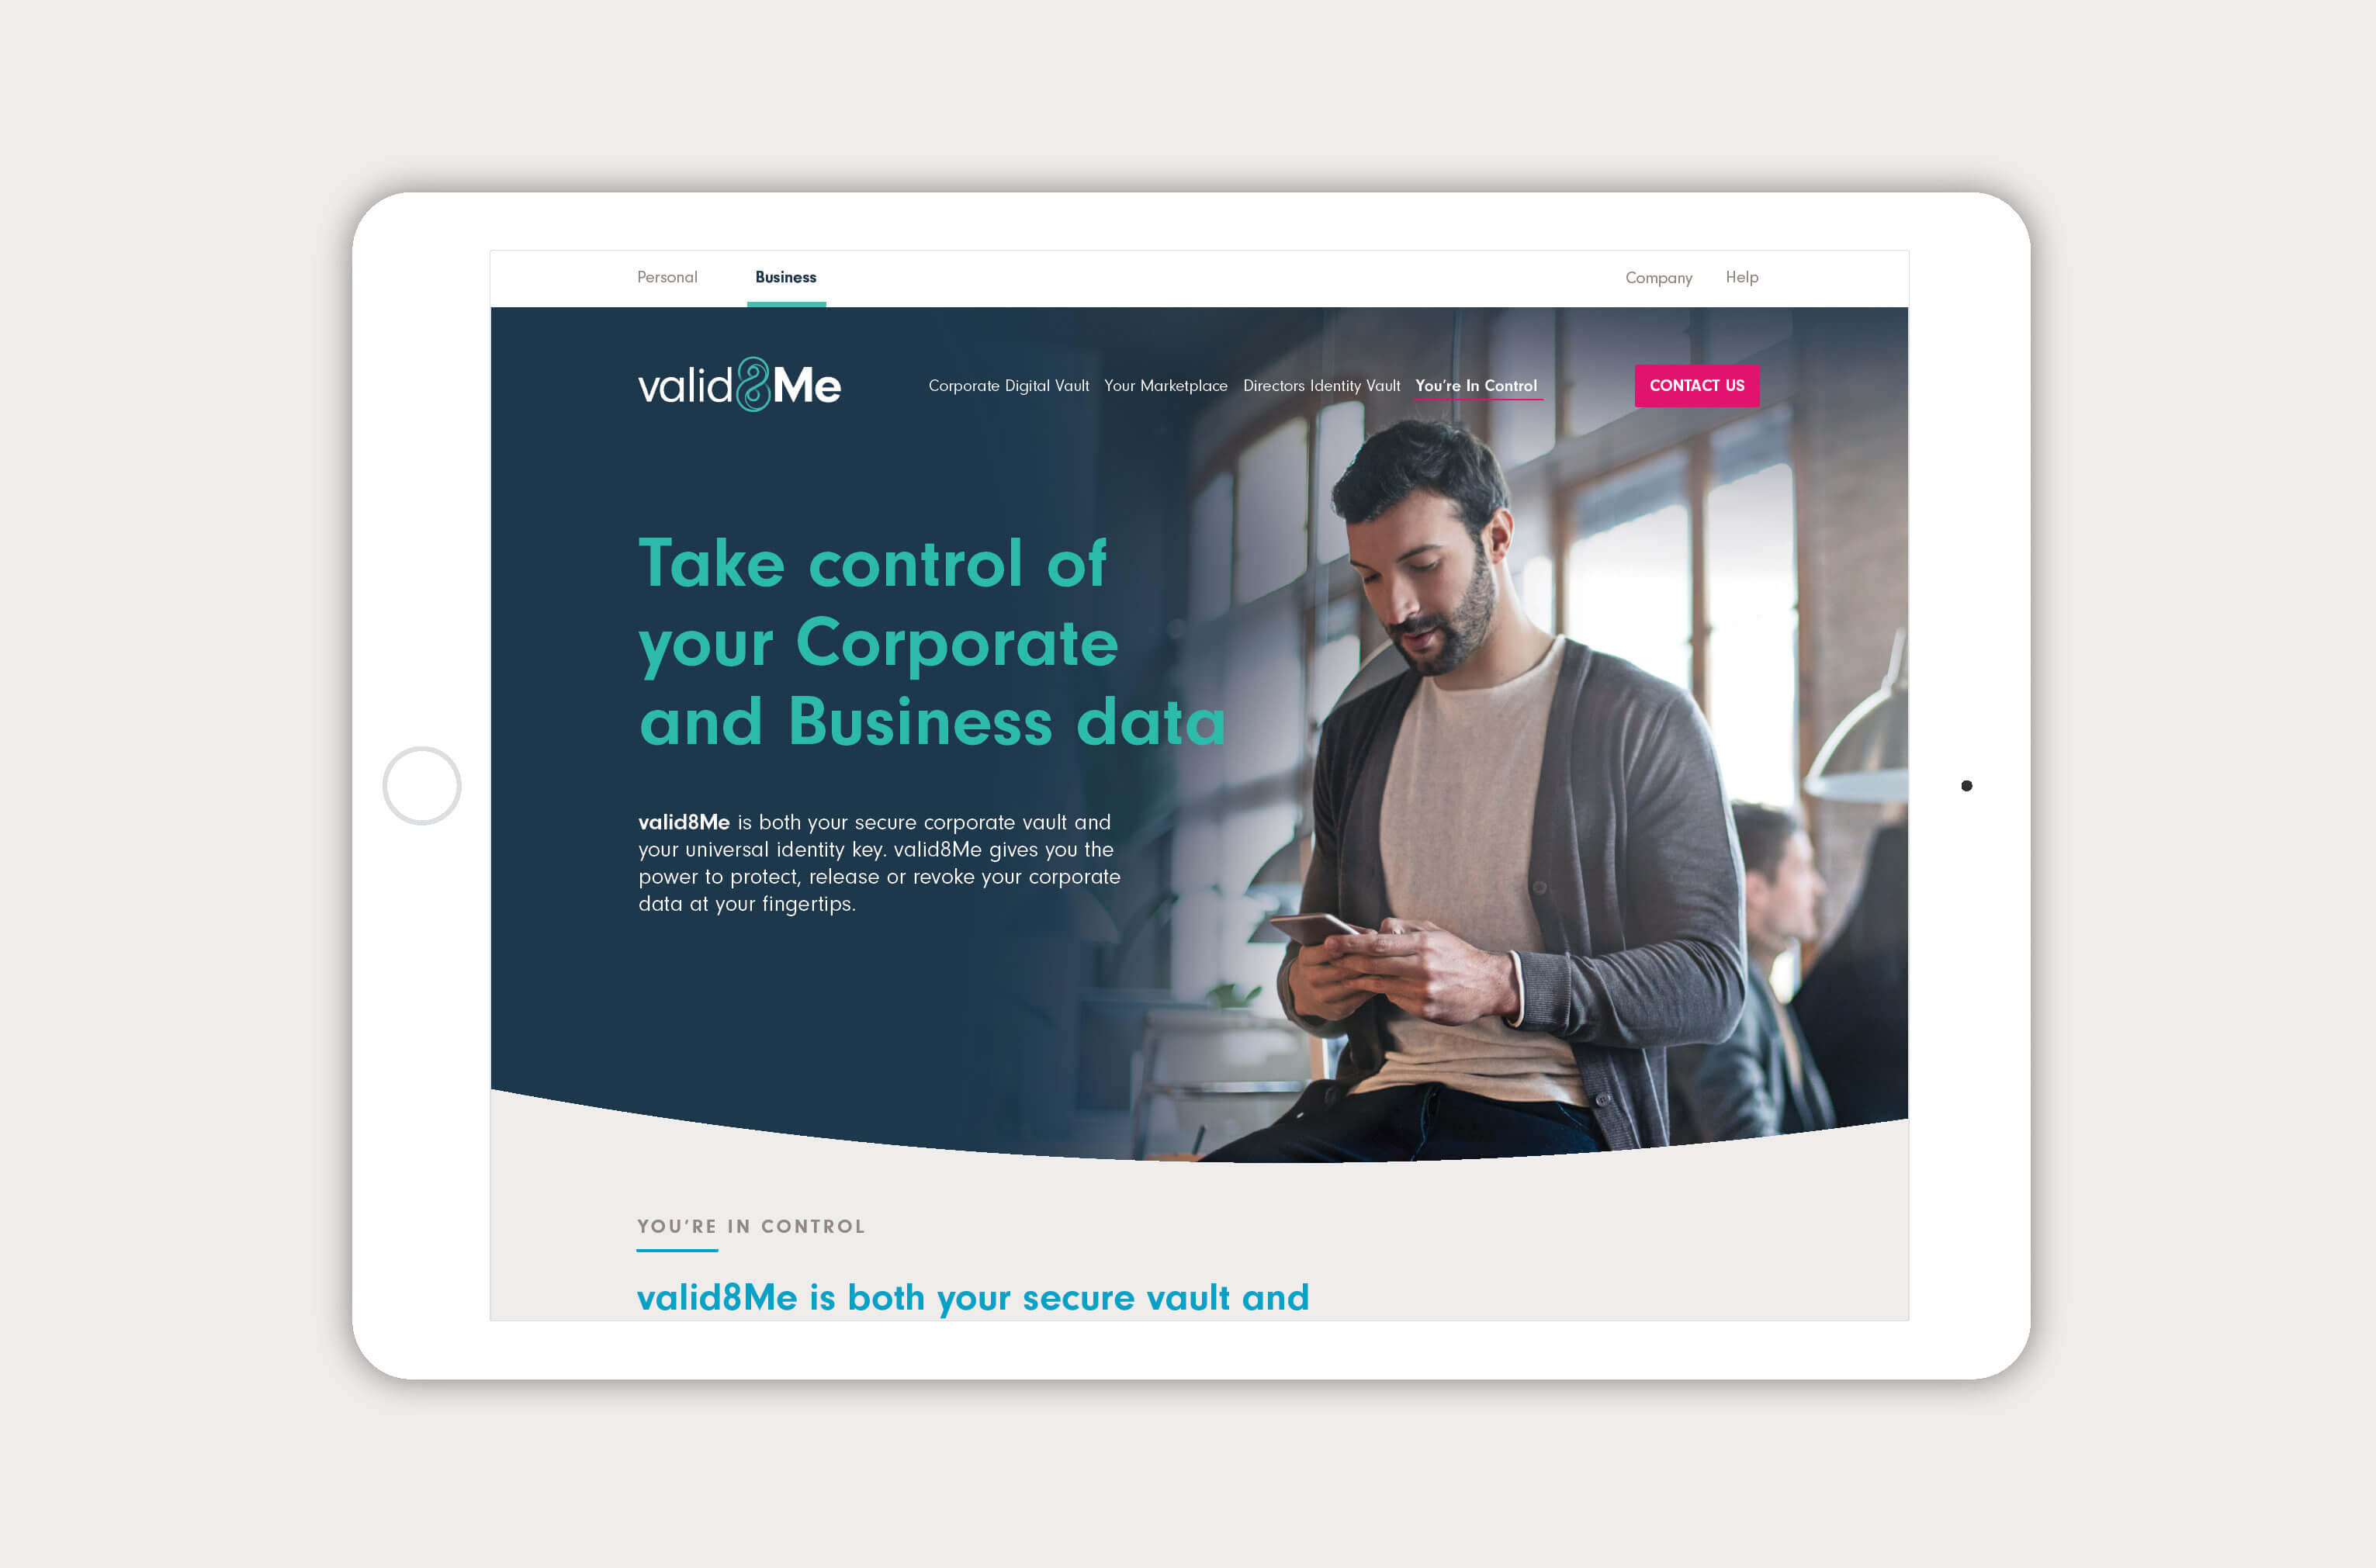 Personal Business Company Help
valid8Me Corporate Digital Vault Your Marketplace Directors Identity Vault You're In Control CONTACT US
Take control of
your Corporate
and Business data
valid8Me is both your secure corporate vault and
your universal identity key. valid8Me gives you the
power to protect, release or revoke your corporate
data at your fingertips.
YOU'RE IN CONTROL
valid8Me is both your secure vault and